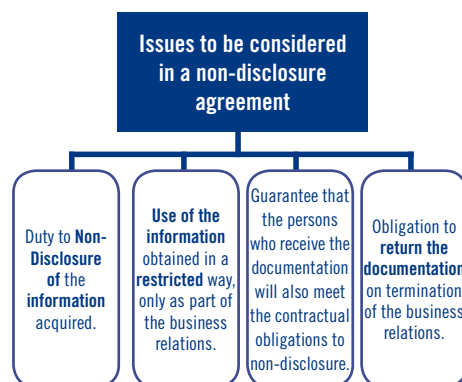 Issues to be considered
in a non-disclosure
agreement
Duty to Non-
Disclosure
of the
information
acquired.
Use of the
information
obtained in a
restricted way,
only as part of
the business
relations.
Guarantee that
the persons
who receive the
documentation
will also meet
the contractual
obligations to
non-disclosure.
Obligation to
return the
documentation
on termination
of the business
relations.